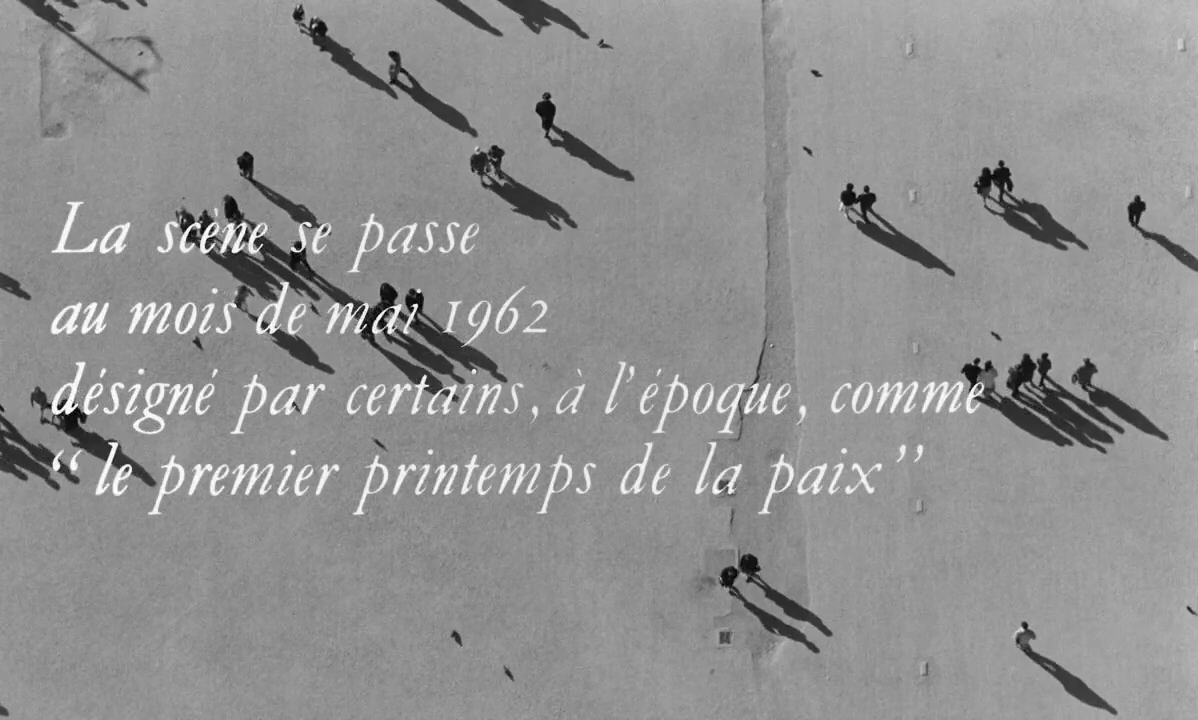 La scène se passe
au mois de mai 1962
désigné par certains, à l'époque, comme
“ le premier printemps de la paix”